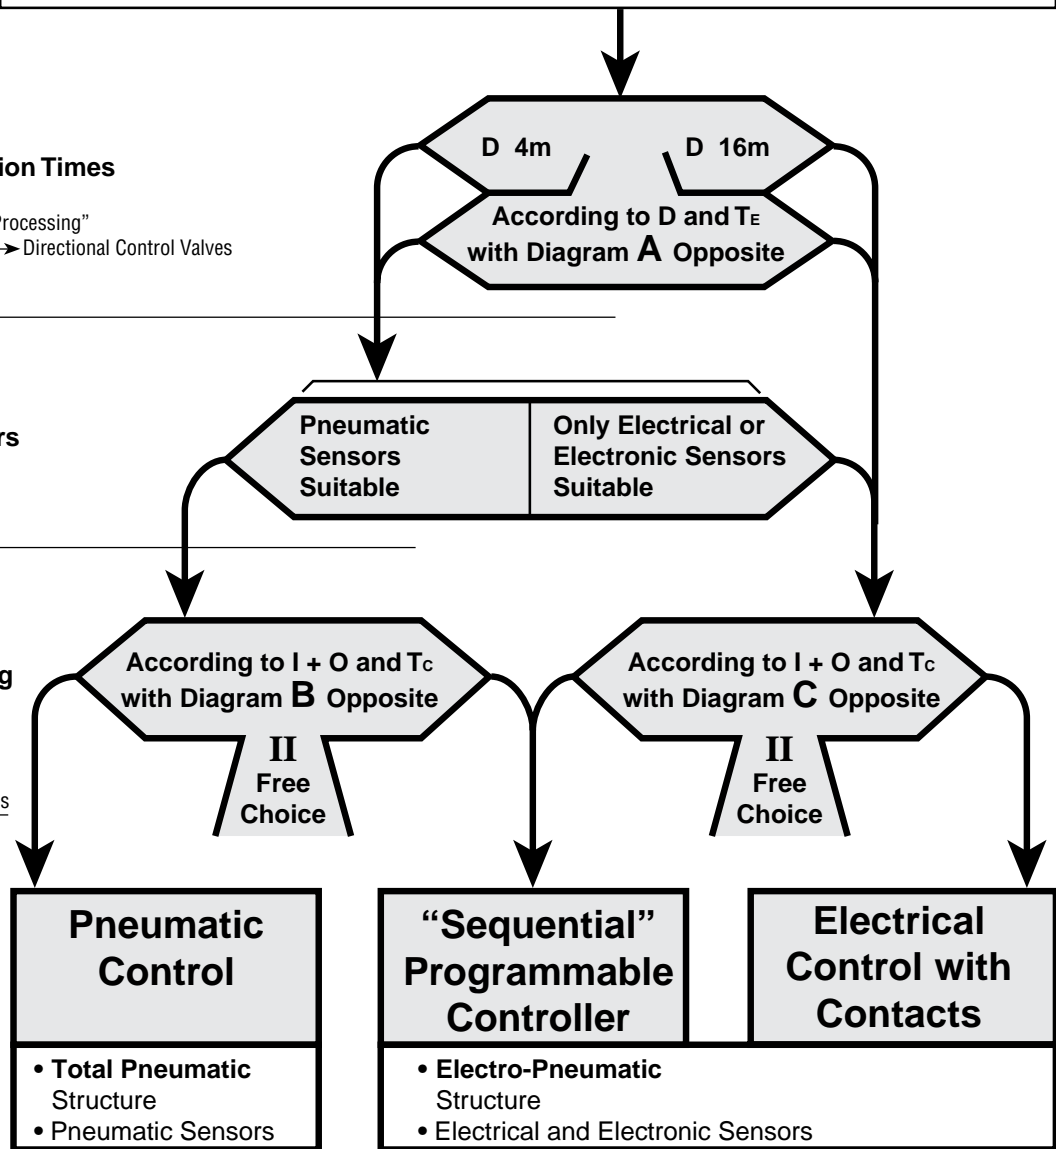 D 4m
D 16m
ion Times
According to D and TE
with Diagram A Opposite
Processing”
Directional Control Valves
Pneumatic
Sensors
Suitable
Only Electrical or
Electronic Sensors
Suitable
rs
According to I + O and TC
with Diagram B Opposite
II
Free
Choice
According to I + O and TC
with Diagram C Opposite
II
Free
Choice
g
s
Pneumatic
Control
“Sequential”
Programmable
Controller
Electrical
Control with
Contacts
• Total Pneumatic
Structure
• Pneumatic Sensors
• Electro-Pneumatic
Structure
• Electrical and Electronic Sensors